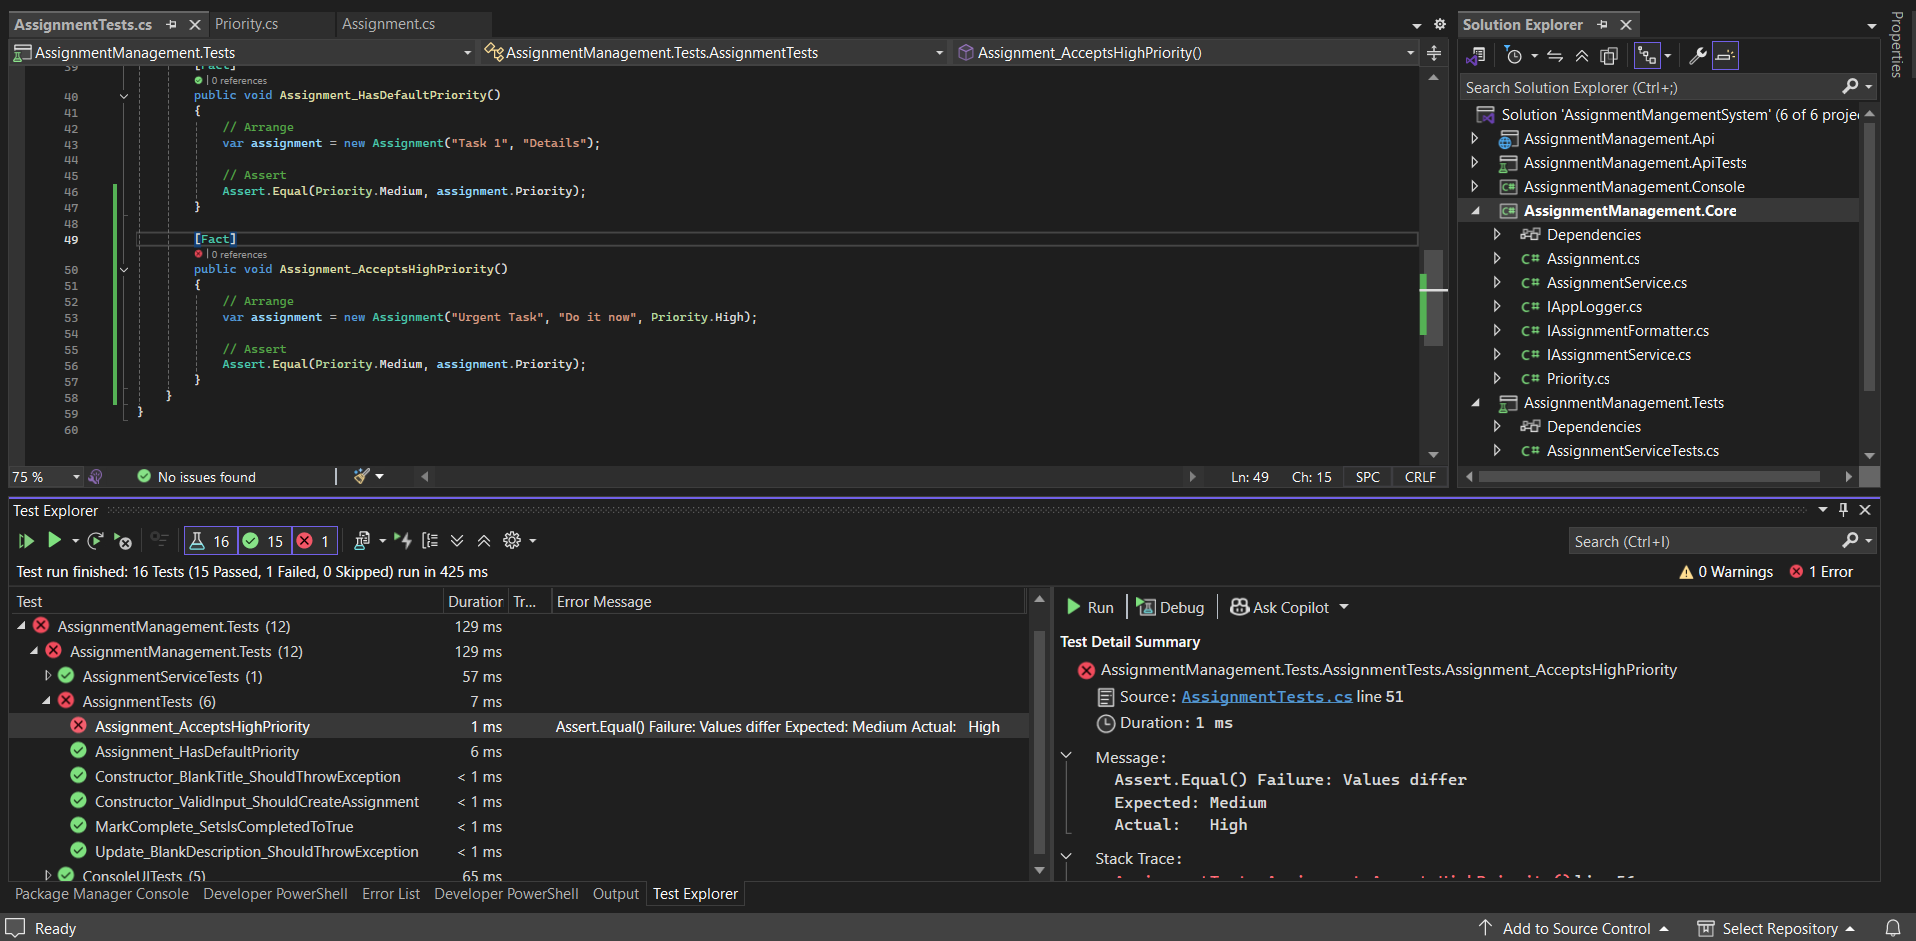 AssignmentTests.cs
Priority.cs
Assignment.cs
AssignmentManagement.Tests
AssignmentManagement.Tests.AssignmentTests
Assignment_AcceptsHighPriority()
39 [Fact]
0 references
40 public void Assignment_HasDefaultPriority()
41 {
42 // Arrange
43 var assignment = new Assignment("Task 1", "Details");
44
45 // Assert
46 Assert.Equal(Priority.Medium, assignment.Priority);
47 }
48
49 [Fact]
0 references
50 public void Assignment_AcceptsHighPriority()
51 {
52 // Arrange
53 var assignment = new Assignment("Urgent Task", "Do it now", Priority.High);
54
55 // Assert
56 Assert.Equal(Priority.Medium, assignment.Priority);
57 }
58 }
59 }
60
75 %
No issues found
Ln: 49 Ch: 15 SPC CRLF
Solution Explorer
Search Solution Explorer (Ctrl+;)
Solution 'AssignmentMangementSystem' (6 of 6 proje
AssignmentManagement.Api
AssignmentManagement.ApiTests
AssignmentManagement.Console
AssignmentManagement.Core
Dependencies
C# Assignment.cs
C# AssignmentService.cs
C# IAppLogger.cs
C# IAssignmentFormatter.cs
C# IAssignmentService.cs
C# Priority.cs
AssignmentManagement.Tests
Dependencies
C# AssignmentServiceTests.cs
Properties
Test Explorer
16 15 1
Search (Ctrl+I)
Test run finished: 16 Tests (15 Passed, 1 Failed, 0 Skipped) run in 425 ms
0 Warnings 1 Error
Test Duration Tr... Error Message
AssignmentManagement.Tests (12) 129 ms
AssignmentManagement.Tests (12) 129 ms
AssignmentServiceTests (1) 57 ms
AssignmentTests (6) 7 ms
Assignment_AcceptsHighPriority 1 ms Assert.Equal() Failure: Values differ Expected: Medium Actual: High
Assignment_HasDefaultPriority 6 ms
Constructor_BlankTitle_ShouldThrowException < 1 ms
Constructor_ValidInput_ShouldCreateAssignment < 1 ms
MarkComplete_SetsIsCompletedToTrue < 1 ms
Update_BlankDescription_ShouldThrowException < 1 ms
ConsoleUITests (5) 65 ms
Run Debug Ask Copilot
Test Detail Summary
AssignmentManagement.Tests.AssignmentTests.Assignment_AcceptsHighPriority
Source: AssignmentTests.cs line 51
Duration: 1 ms
Message:
Assert.Equal() Failure: Values differ
Expected: Medium
Actual: High
Stack Trace:
AssignmentTests.Assignment_AcceptsHighPriority() line 56
Package Manager Console Developer PowerShell Error List Developer PowerShell Output Test Explorer
Ready
Add to Source Control
Select Repository